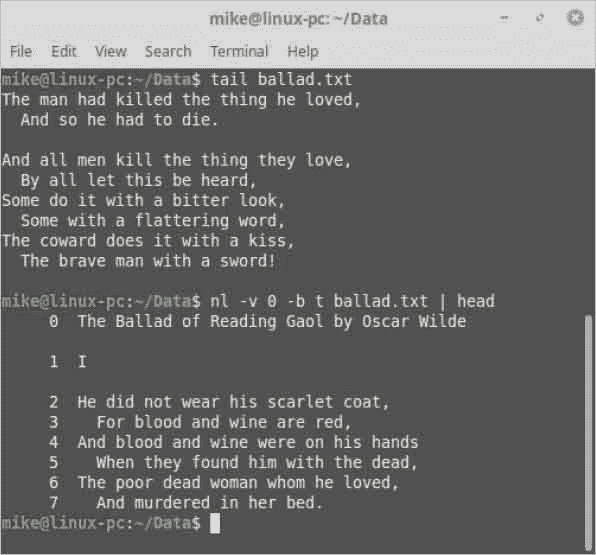 mike@linux-pc: ~/Data
File Edit View Search Terminal Help
mike@linux-pc:~/Data$ tail ballad.txt
The man had killed the thing he loved,
  And so he had to die.

And all men kill the thing they love,
  By all let this be heard,
Some do it with a bitter look,
  Some with a flattering word,
The coward does it with a kiss,
  The brave man with a sword!

mike@linux-pc:~/Data$ nl -v 0 -b t ballad.txt | head
     0  The Ballad of Reading Gaol by Oscar Wilde

     1  I

     2  He did not wear his scarlet coat,
     3    For blood and wine are red,
     4  And blood and wine were on his hands
     5    When they found him with the dead,
     6  The poor dead woman whom he loved,
     7    And murdered in her bed.
mike@linux-pc:~/Data$